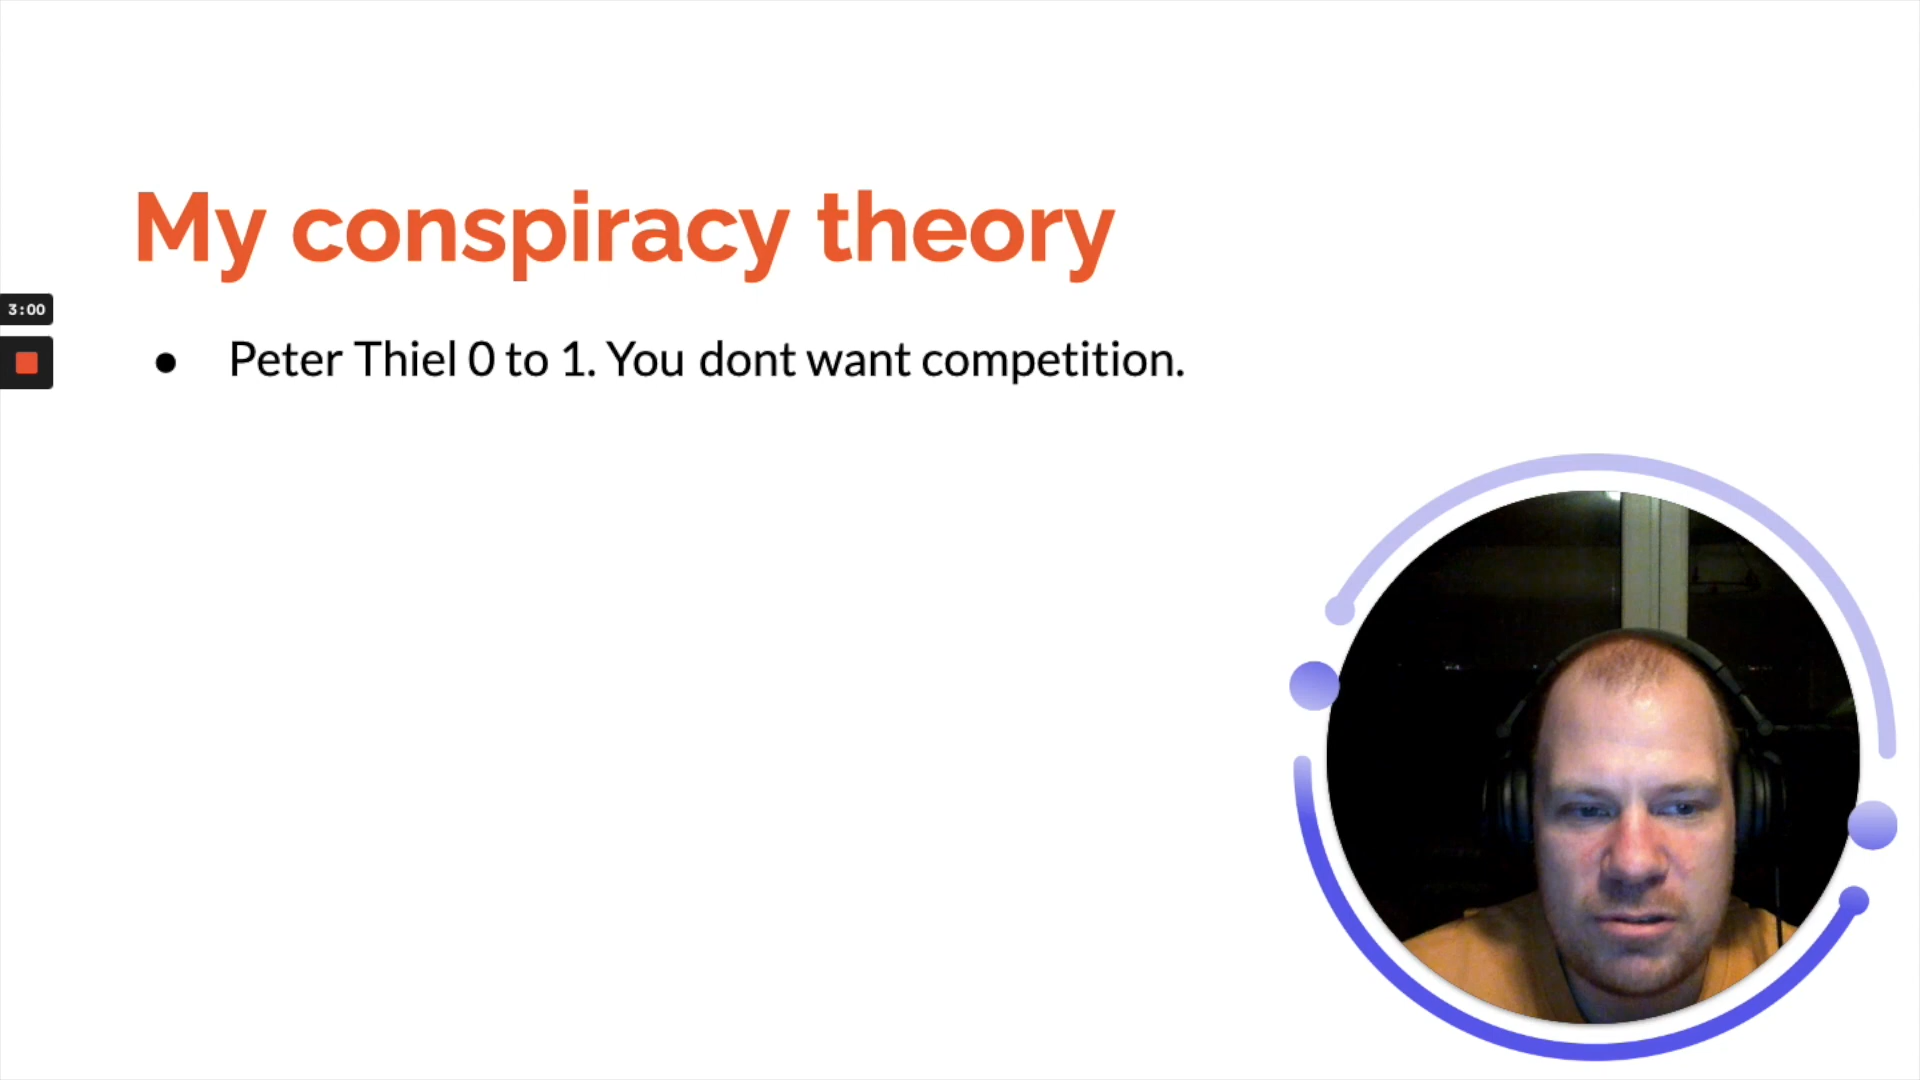 My conspiracy theory
3:00
● Peter Thiel 0 to 1. You dont want competition.